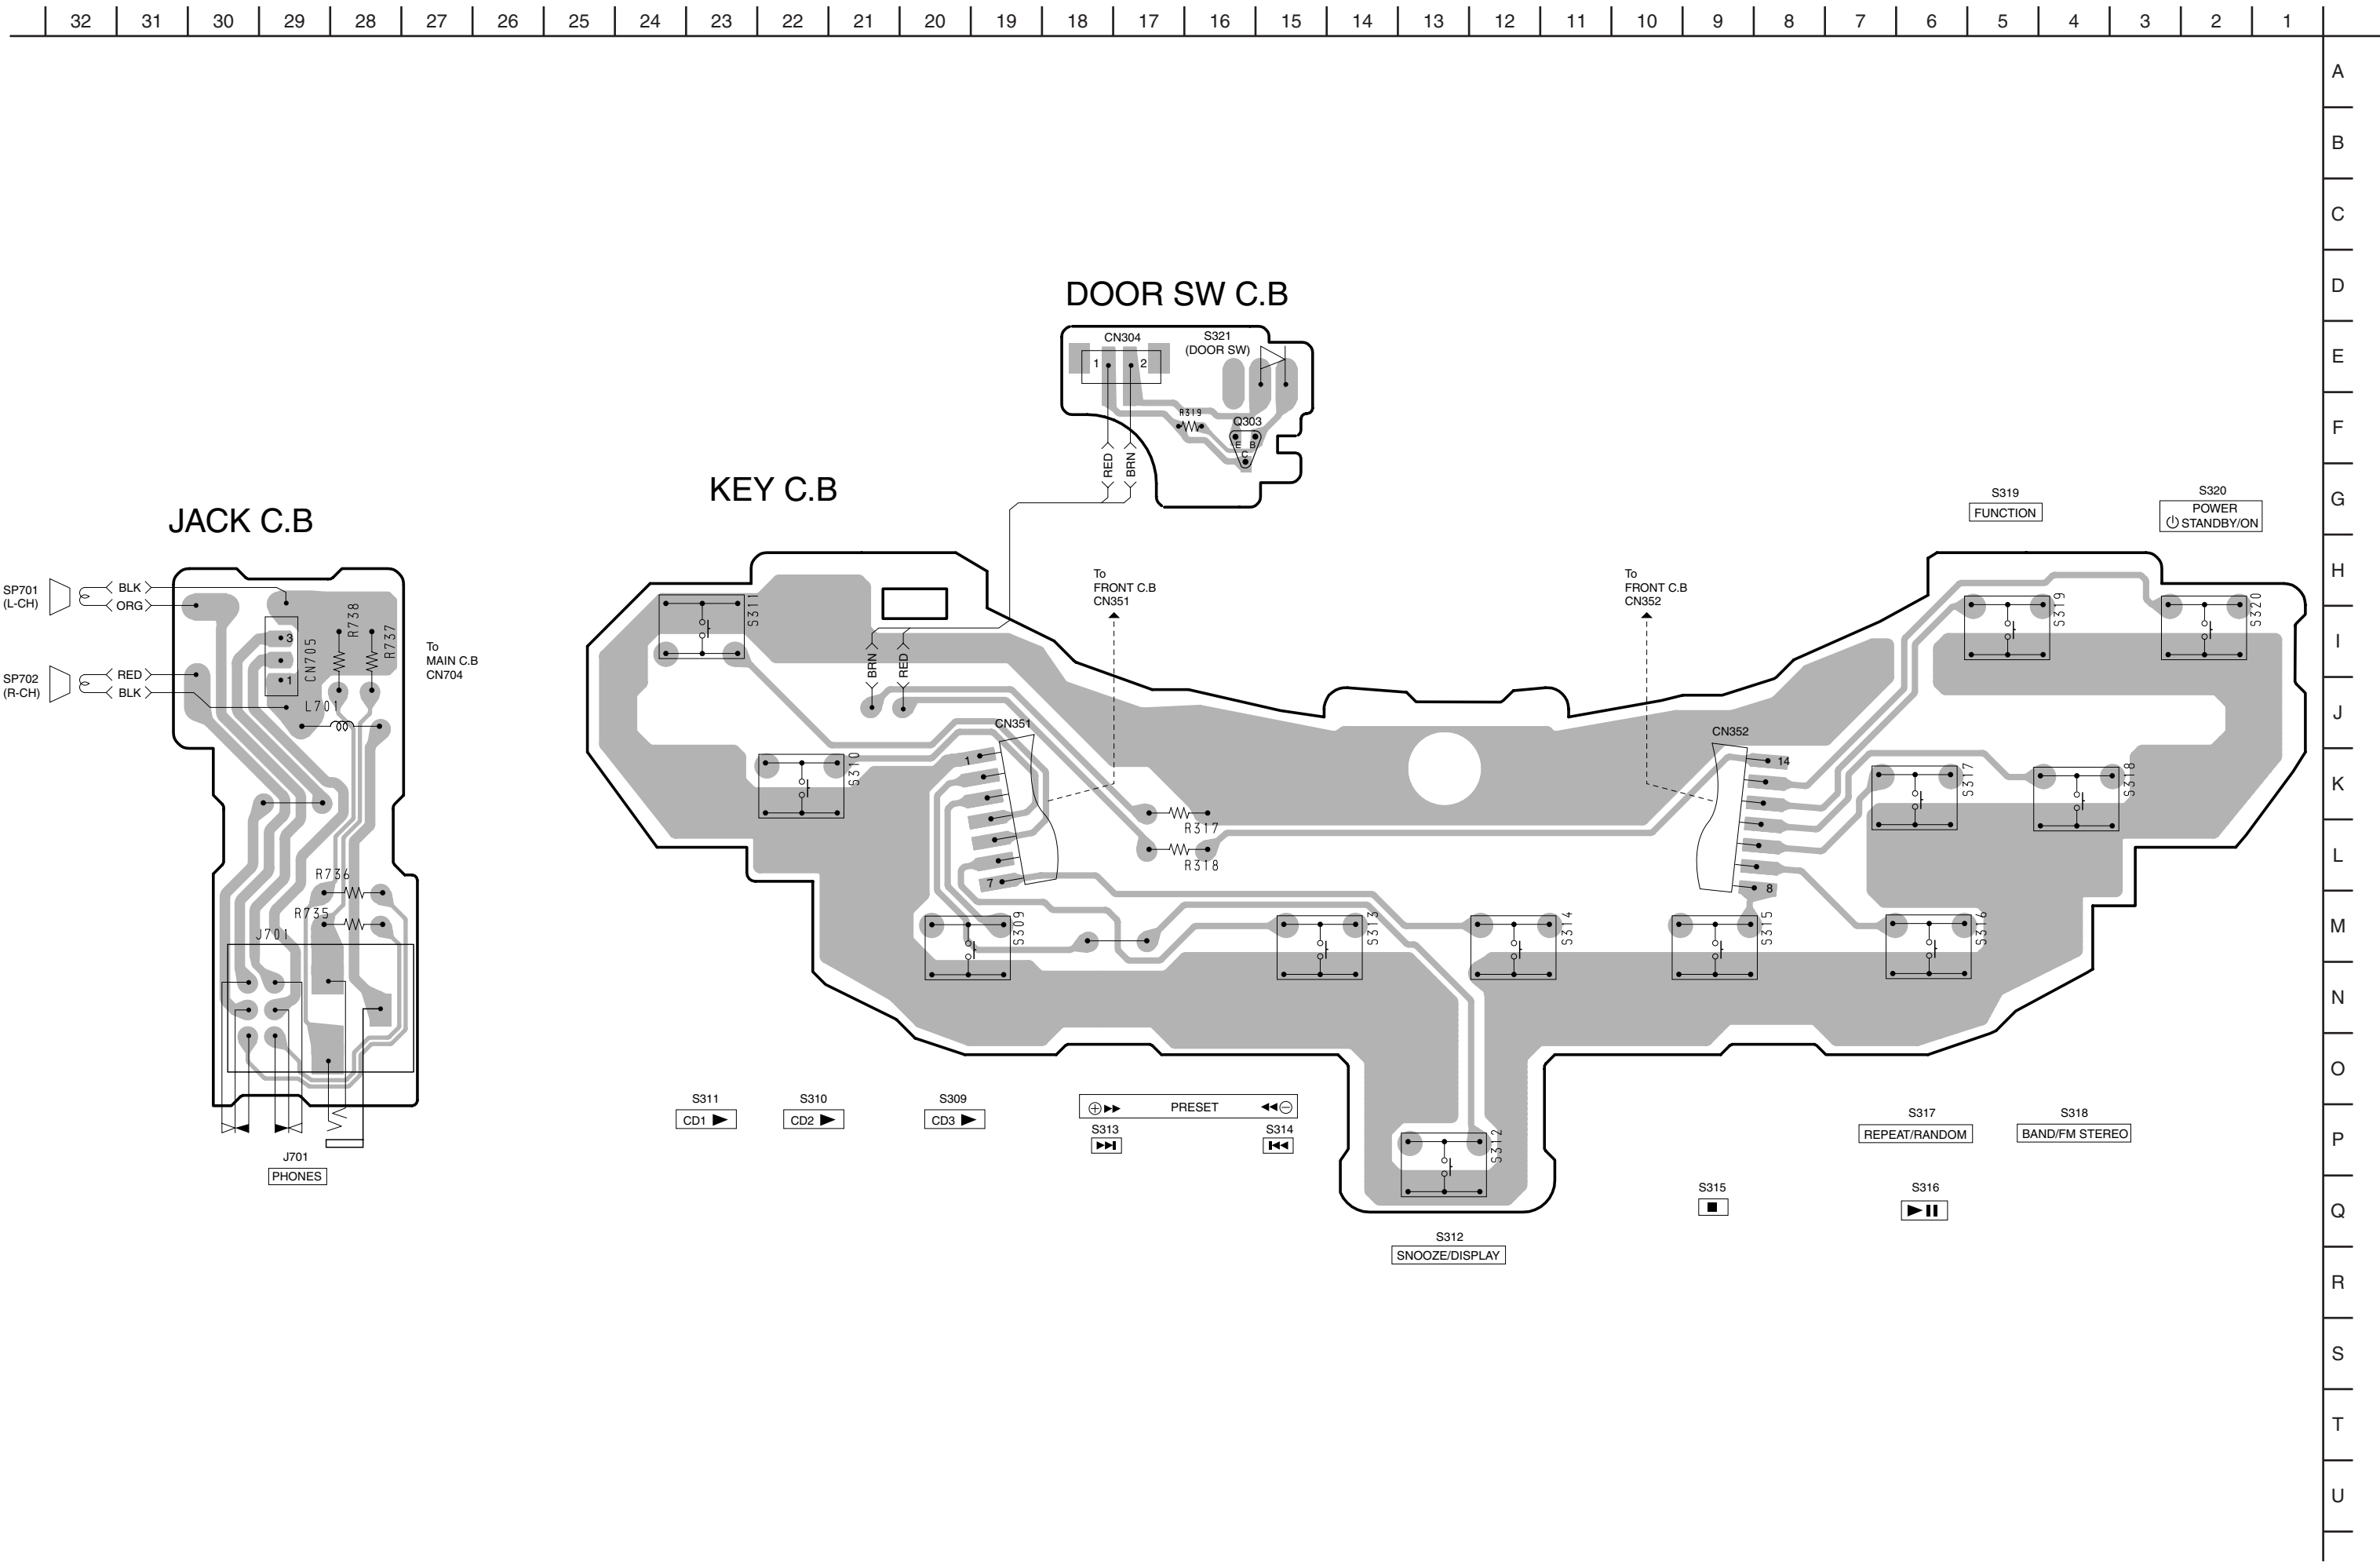 32 31 30 29 28 27 26 25 24 23 22 21 20 19 18 17 16 15 14 13 12 11 10 9 8 7 6 5 4 3 2 1
A
B
C
D
E
F
G
H
I
J
K
L
M
N
O
P
Q
R
S
T
U
DOOR SW C.B
CN304
S321
(DOOR SW)
1
2
R319
Q303
E B
C
RED
BRN
KEY C.B
S319
FUNCTION
S320
POWER
STANDBY/ON
JACK C.B
SP701
(L-CH)
BLK
ORG
SP702
(R-CH)
RED
BLK
3
CN705
1
R738
R737
L701
To
MAIN C.B
CN704
R736
R735
J701
J701
PHONES
S311
BRN
RED
To
FRONT C.B
CN351
To
FRONT C.B
CN352
S319
S320
CN351
1
7
CN352
14
8
S310
R317
R318
S317
S318
S309
S313
S314
S315
S316
S312
S311
CD1 ▶
S310
CD2 ▶
S309
CD3 ▶
⊕▶▶ PRESET ◀◀⊖
S313
▶▶|
S314
|◀◀
S317
REPEAT/RANDOM
S318
BAND/FM STEREO
S315
■
S316
▶❚❚
S312
SNOOZE/DISPLAY